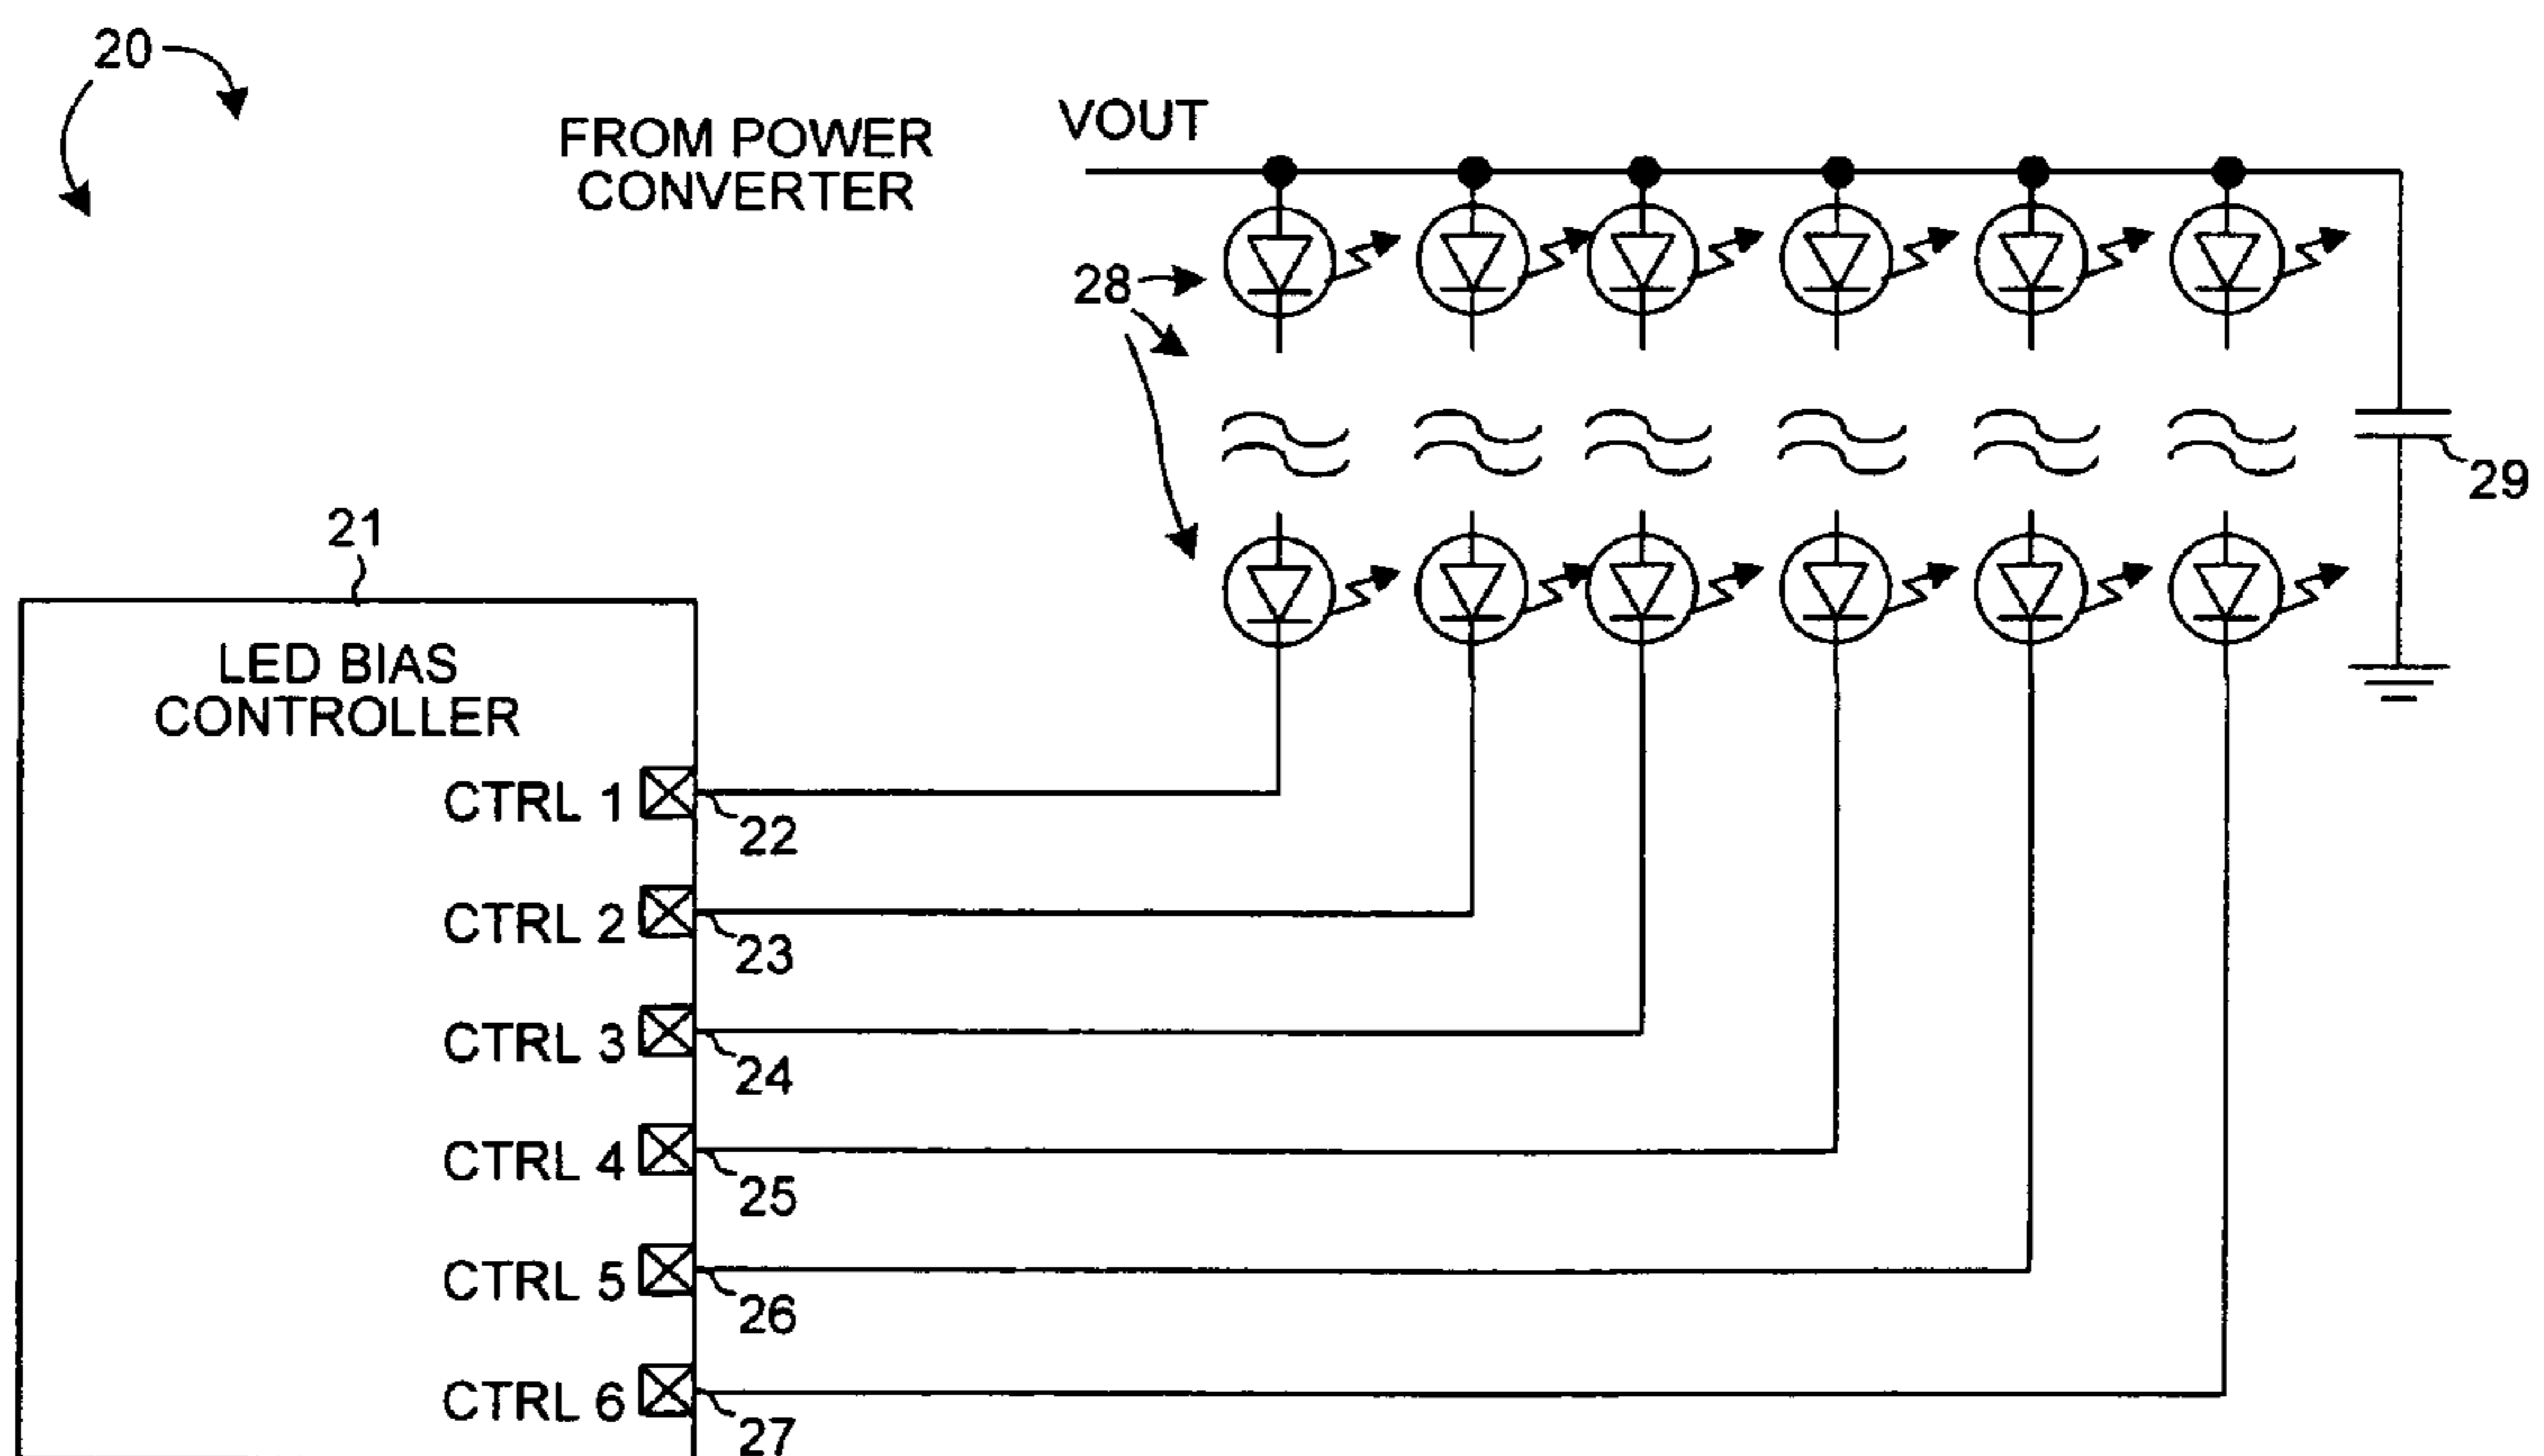 20
FROM POWER
CONVERTER
VOUT
28
29
21
LED BIAS
CONTROLLER
CTRL 1
22
CTRL 2
23
CTRL 3
24
CTRL 4
25
CTRL 5
26
CTRL 6
27